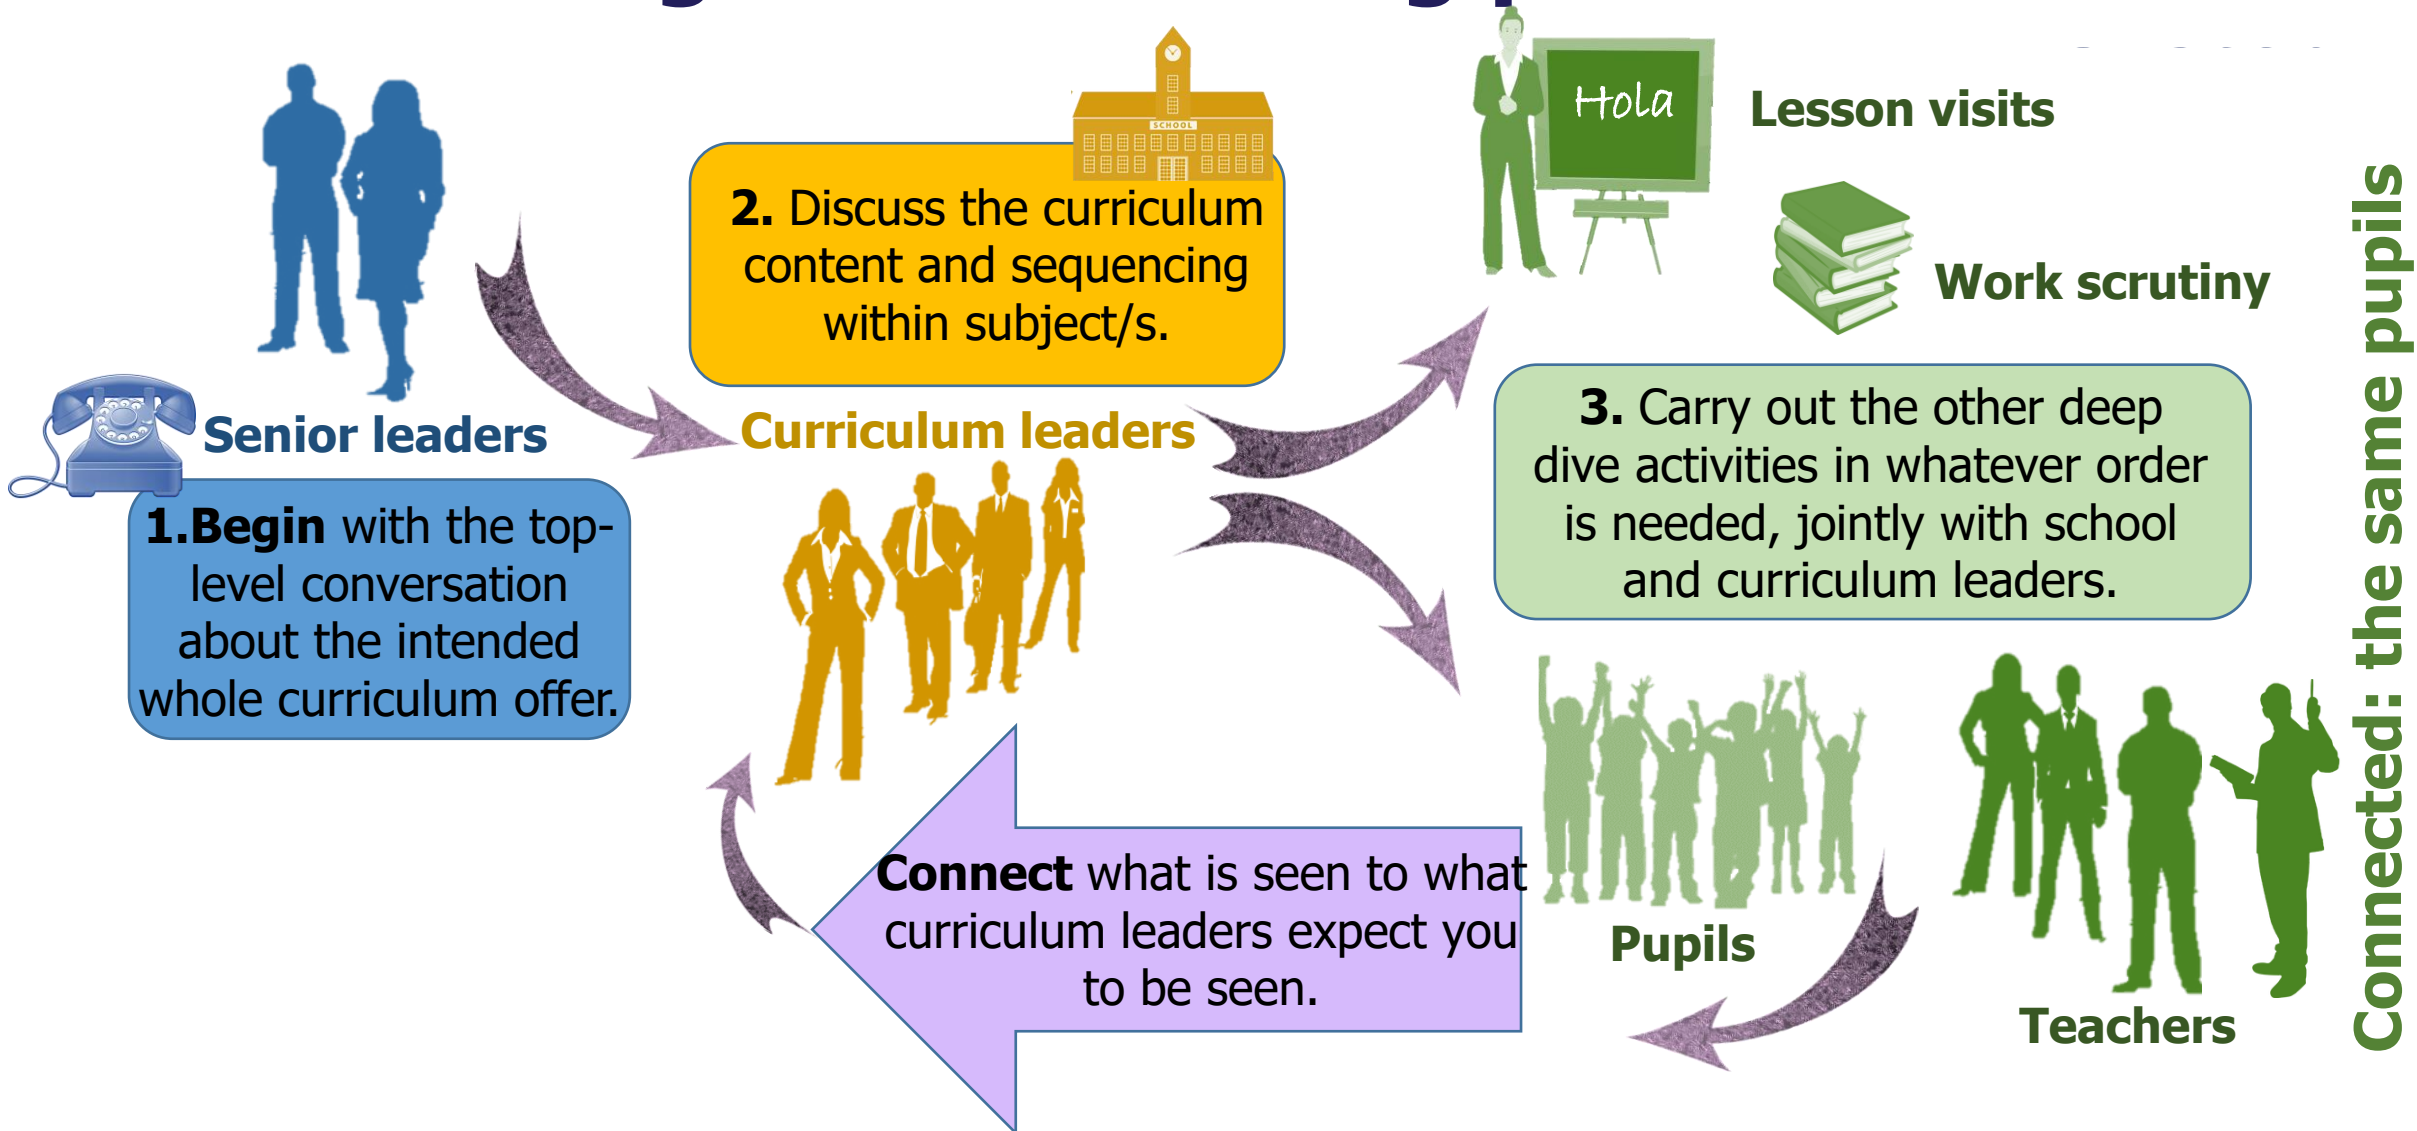 Senior leaders
1.Begin with the top-
level conversation
about the intended
whole curriculum offer.
SCHOOL
2. Discuss the curriculum
content and sequencing
within subject/s.
Curriculum leaders
Hola
Lesson visits
Work scrutiny
3. Carry out the other deep
dive activities in whatever order
is needed, jointly with school
and curriculum leaders.
Pupils
Teachers
Connect what is seen to what
curriculum leaders expect you
to be seen.
Connected: the same pupils